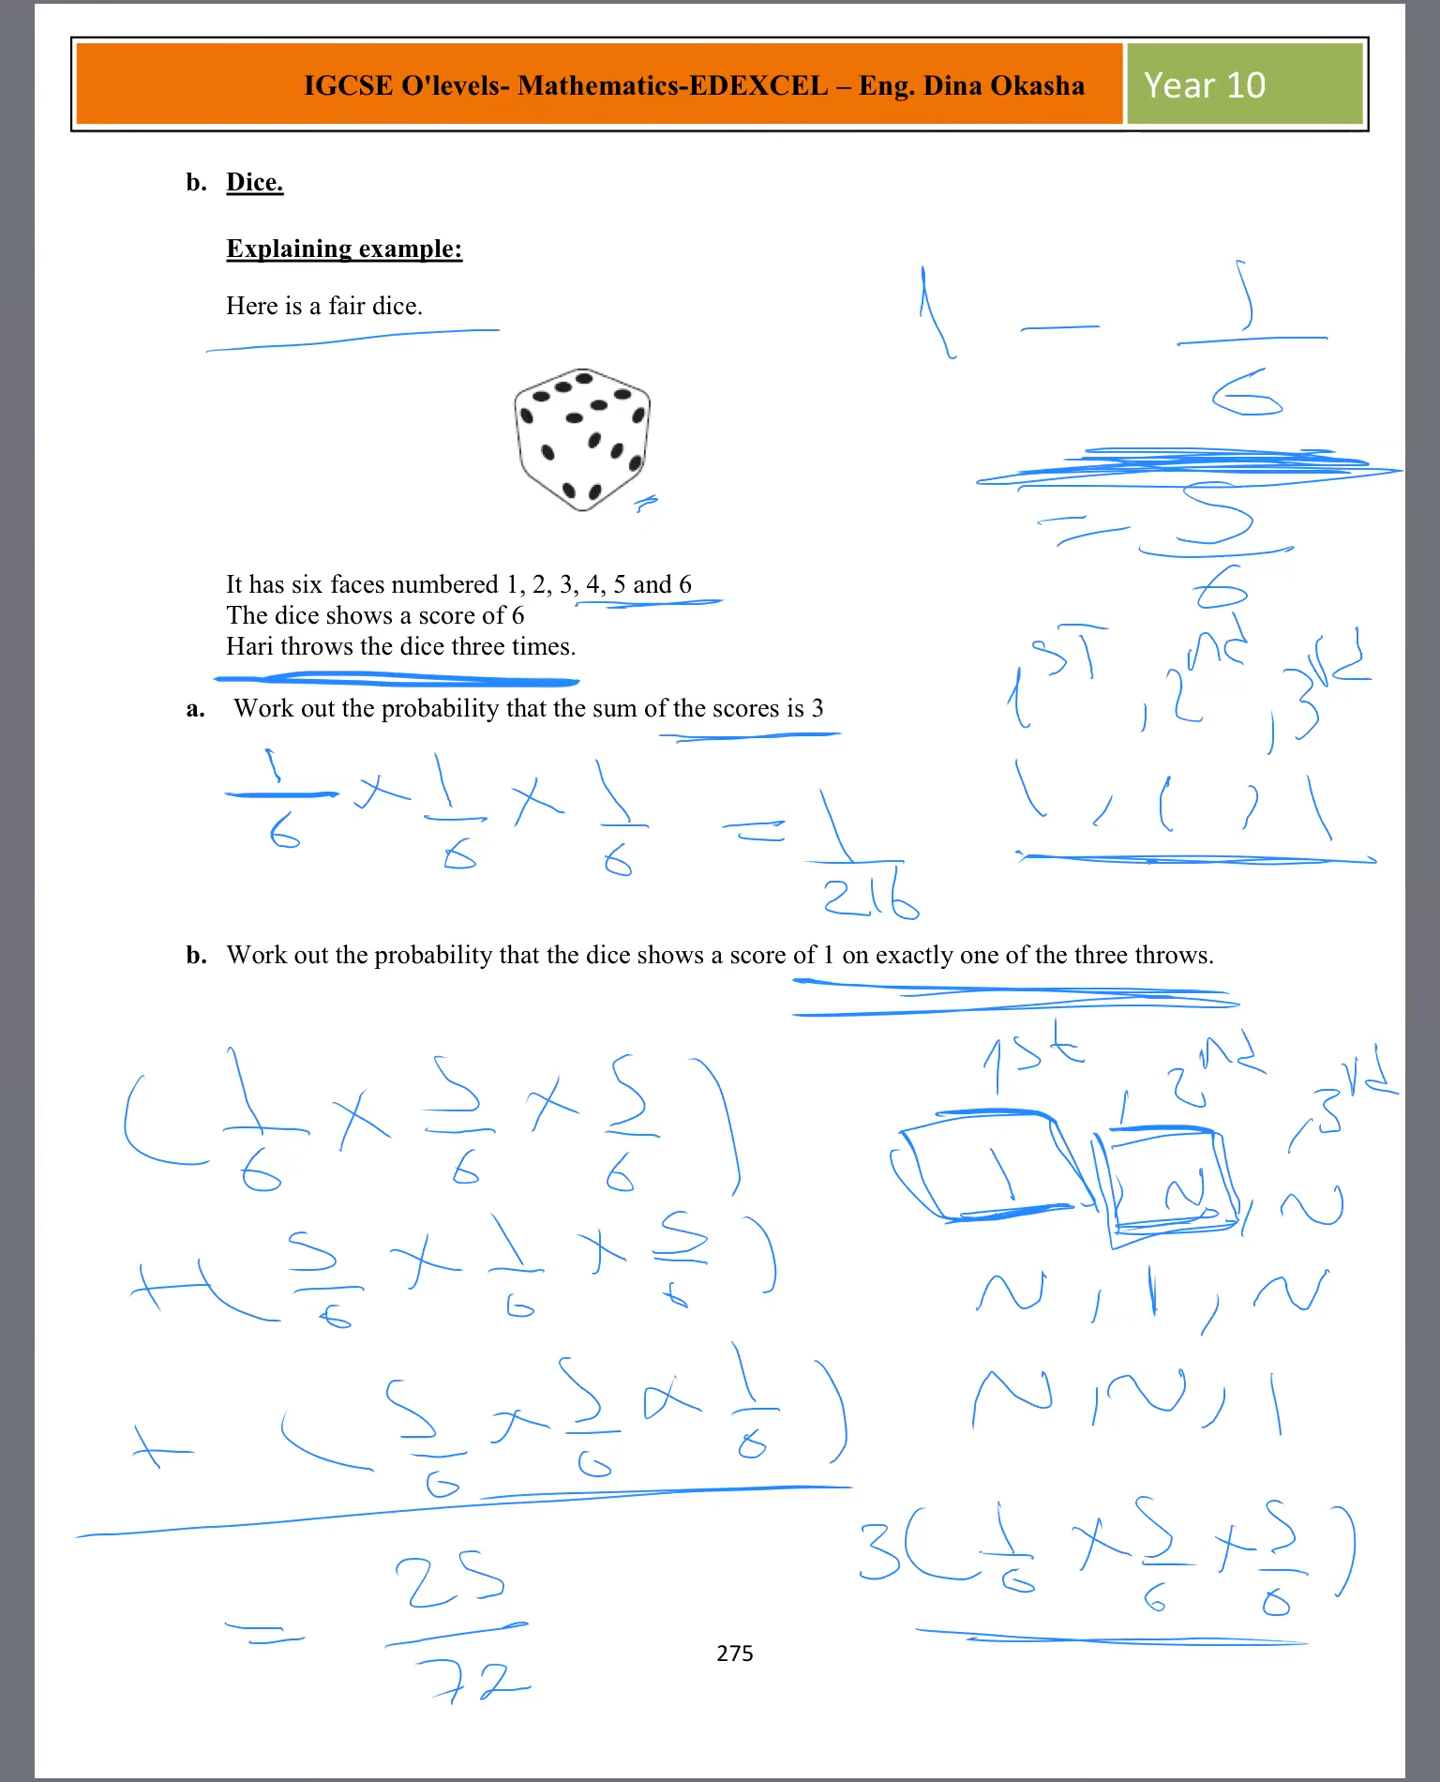 IGCSE O'levels- Mathematics-EDEXCEL – Eng. Dina Okasha Year 10
b. Dice.
Explaining example:
Here is a fair dice.
1 - 1/6
= 5/6
It has six faces numbered 1, 2, 3, 4, 5 and 6
The dice shows a score of 6
Hari throws the dice three times.
1ST, 2nd, 3rd
a. Work out the probability that the sum of the scores is 3
1/6 × 1/6 × 1/6 = 1/216
1, 1, 1
b. Work out the probability that the dice shows a score of 1 on exactly one of the three throws.
1st, 2nd, 3rd
(1/6 × 5/6 × 5/6)
1, N, N
+ (5/6 × 1/6 × 5/6)
N, 1, N
+ (5/6 × 5/6 × 1/6)
N, N, 1
3(1/6 × 5/6 × 5/6)
= 25/72
275